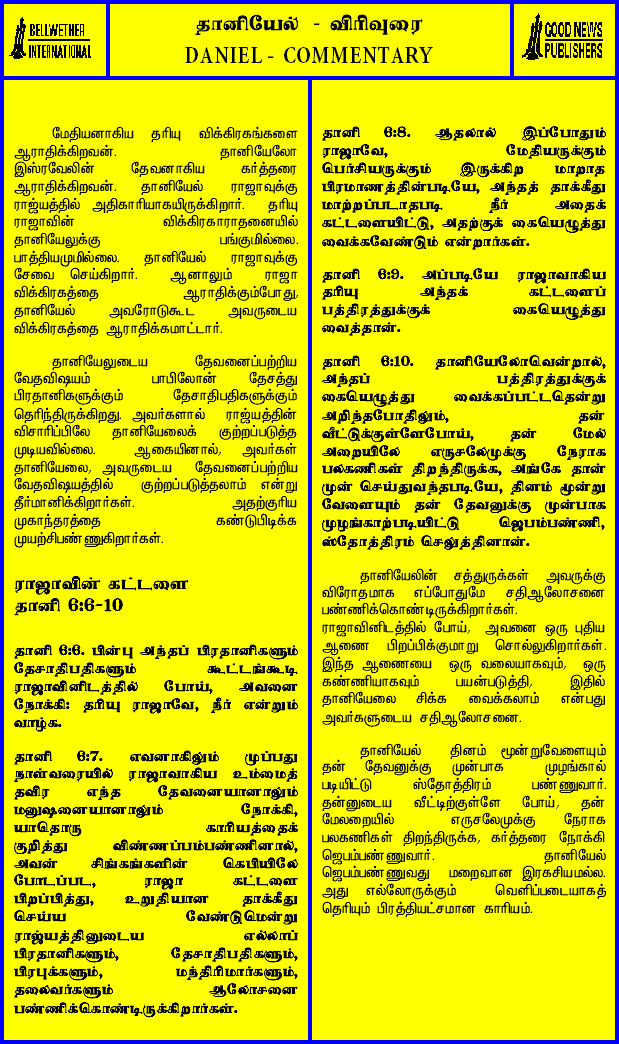 BELLWETHER
INTERNATIONAL
தானியேல் - விரிவுரை
DANIEL - COMMENTARY
GOOD NEWS
PUBLISHERS
மேதியனாகிய தரியு விக்கிரகங்களை
ஆராதிக்கிறவன். தானியேலோ
இஸ்ரவேலின் தேவனாகிய கர்த்தரை
ஆராதிக்கிறவன். தானியேல் ராஜாவுக்கு
ராஜ்யத்தில் அதிகாரியாகயிருக்கிறார். தரியு
ராஜாவின் விக்கிரகாராதனையில்
தானியேலுக்கு பங்குமில்லை.
பாத்தியமுமில்லை. தானியேல் ராஜாவுக்கு
சேவை செய்கிறார். ஆனாலும் ராஜா
விக்கிரகத்தை ஆராதிக்கும்போது,
தானியேல் அவரோடுகூட அவருடைய
விக்கிரகத்தை ஆராதிக்கமாட்டார்.
தானியேலுடைய தேவனைப்பற்றிய
வேதவிஷயம் பாபிலோன் தேசத்து
பிரதானிகளுக்கும் தேசாதிபதிகளுக்கும்
தெரிந்திருக்கிறது. அவர்களால் ராஜ்யத்தின்
விசாரிப்பிலே தானியேலைக் குற்றப்படுத்த
முடியவில்லை. ஆகையினால், அவர்கள்
தானியேலை, அவருடைய தேவனைப்பற்றிய
வேதவிஷயத்தில் குற்றப்படுத்தலாம் என்று
தீர்மானிக்கிறார்கள். அதற்குரிய
முகாந்தரத்தை கண்டுபிடிக்க
முயற்சிபண்ணுகிறார்கள்.
ராஜாவின் கட்டளை
தானி 6:6-10
தானி 6:6. பின்பு அந்தப் பிரதானிகளும்
தேசாதிபதிகளும் கூட்டங்கூடி
ராஜாவினிடத்தில் போய், அவனை
நோக்கி: தரியு ராஜாவே, நீர் என்றும்
வாழ்க.
தானி 6:7. எவனாகிலும் முப்பது
நாள்வரையில் ராஜாவாகிய உம்மைத்
தவிர எந்த தேவனையானாலும்
மனுஷனையானாலும் நோக்கி,
யாதொரு காரியத்தைக்
குறித்து விண்ணப்பம்பண்ணினால்,
அவன் சிங்கங்களின் கெபியிலே
போடப்பட, ராஜா கட்டளை
பிறப்பித்து, உறுதியான தாக்கீது
செய்ய வேண்டுமென்று
ராஜ்யத்தினுடைய எல்லாப்
பிரதானிகளும், தேசாதிபதிகளும்,
பிரபுக்களும், மந்திரிமார்களும்,
தலைவர்களும் ஆலோசனை
பண்ணிக்கொண்டிருக்கிறார்கள்.
தானி 6:8. ஆதலால் இப்போதும்
ராஜாவே, மேதியருக்கும்
பெர்சியருக்கும் இருக்கிற மாறாத
பிரமாணத்தின்படியே, அந்தத் தாக்கீது
மாற்றப்படாதபடி நீர் அதைக்
கட்டளையிட்டு, அதற்குக் கையெழுத்து
வைக்கவேண்டும் என்றார்கள்.
தானி 6:9. அப்படியே ராஜாவாகிய
தரியு அந்தக் கட்டளைப்
பத்திரத்துக்குக் கையெழுத்து
வைத்தான்.
தானி 6:10. தானியேலோவென்றால்,
அந்தப் பத்திரத்துக்குக்
கையெழுத்து வைக்கப்பட்டதென்று
அறிந்தபோதிலும், தன்
வீட்டுக்குள்ளேபோய், தன் மேல்
அறையிலே எருசலேமுக்கு நேராக
பலகணிகள் திறந்திருக்க, அங்கே தான்
முன் செய்துவந்தபடியே, தினம் மூன்று
வேளையும் தன் தேவனுக்கு முன்பாக
முழங்காற்படியிட்டு ஜெபம்பண்ணி,
ஸ்தோத்திரம் செலுத்தினான்.
தானியேலின் சத்துருக்கள் அவருக்கு
விரோதமாக எப்போதுமே சதிஆலோசனை
பண்ணிக்கொண்டிருக்கிறார்கள்.
ராஜாவினிடத்தில் போய், அவனை ஒரு புதிய
ஆணை பிறப்பிக்குமாறு சொல்லுகிறார்கள்.
இந்த ஆணையை ஒரு வலையாகவும், ஒரு
கண்ணியாகவும் பயன்படுத்தி, இதில்
தானியேலை சிக்க வைக்கலாம் என்பது
அவர்களுடைய சதிஆலோசனை.
தானியேல் தினம் மூன்றுவேளையும்
தன் தேவனுக்கு முன்பாக முழங்கால்
படியிட்டு ஸ்தோத்திரம் பண்ணுவார்.
தன்னுடைய வீட்டிற்குள்ளே போய், தன்
மேலறையில் எருசலேமுக்கு நேராக
பலகணிகள் திறந்திருக்க, கர்த்தரை நோக்கி
ஜெபம்பண்ணுவார். தானியேல்
ஜெபம்பண்ணுவது மறைவான இரகசியமல்ல.
அது எல்லோருக்கும் வெளிப்படையாகத்
தெரியும் பிரத்தியட்சமான காரியம்.